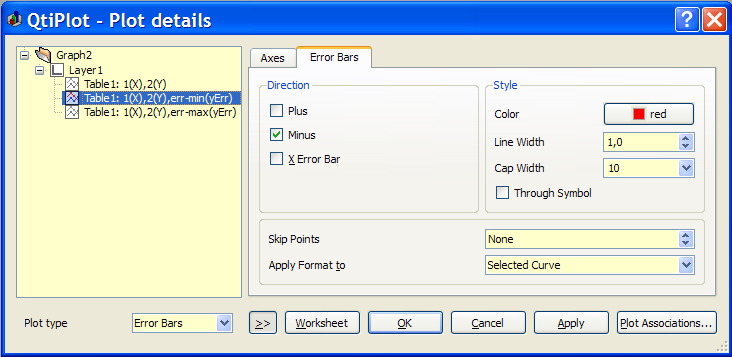 QtiPlot - Plot details
Graph2
Layer1
Table1: 1(X),2(Y)
Table1: 1(X),2(Y),err-min(yErr)
Table1: 1(X),2(Y),err-max(yErr)
Axes
Error Bars
Direction
Plus
Minus
X Error Bar
Style
Color
red
Line Width
1,0
Cap Width
10
Through Symbol
Skip Points
None
Apply Format to
Selected Curve
Plot type
Error Bars
>>
Worksheet
OK
Cancel
Apply
Plot Associations...